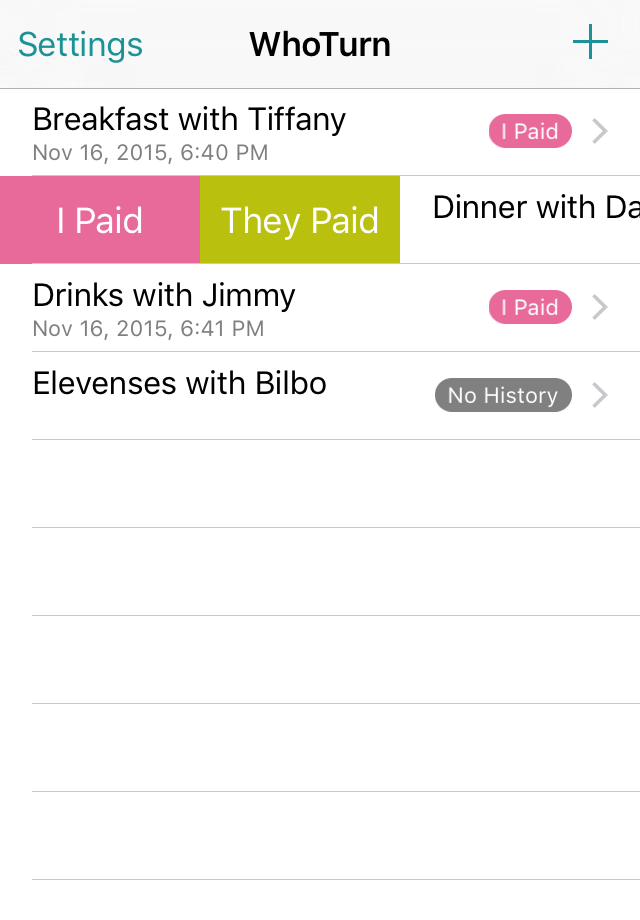 Settings WhoTurn +
Breakfast with Tiffany
I Paid
Nov 16, 2015, 6:40 PM
I Paid They Paid Dinner with Da
Drinks with Jimmy
I Paid
Nov 16, 2015, 6:41 PM
Elevenses with Bilbo
No History